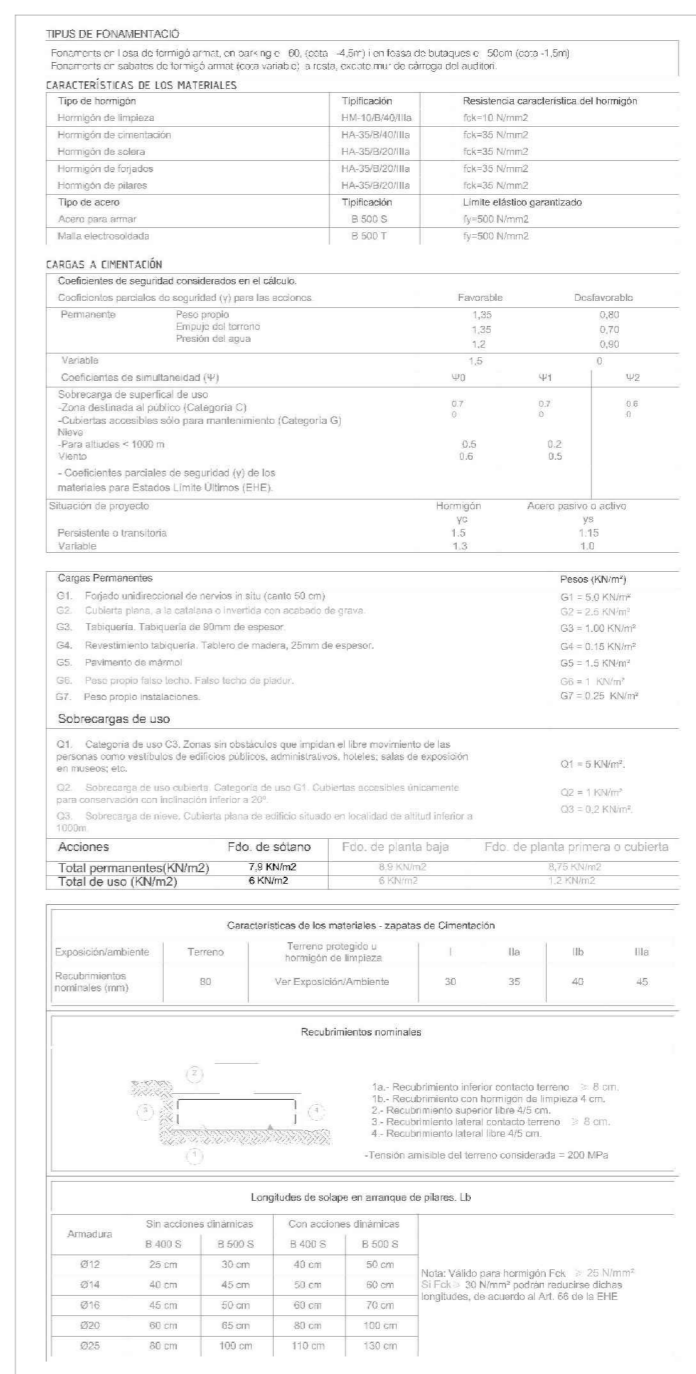 TIPUS DE FONAMENTACIÓ
Fonaments en llosa de formigó armat, en parking e 60, (cota -4,5m) i en fossa de butaques e 50cm (cota -1,5m)
Fonaments en sabates de formigó armat (cota variable) a resta, excepte mur de càrrega del auditori.
CARACTERÍSTICAS DE LOS MATERIALES
Tipo de hormigón Tipificación Resistencia característica del hormigón
Hormigón de limpieza HM-10/B/40/IIIa fck=10 N/mm2
Hormigón de cimentación HA-35/B/40/IIIa fck=35 N/mm2
Hormigón de solera HA-35/B/20/IIIa fck=35 N/mm2
Hormigón de forjados HA-35/B/20/IIIa fck=35 N/mm2
Hormigón de pilares HA-35/B/20/IIIa fck=35 N/mm2
Tipo de acero Tipificación Límite elástico garantizado
Acero para armar B 500 S fy=500 N/mm2
Malla electrosoldada B 500 T fy=500 N/mm2
CARGAS A CIMENTACIÓN
Coeficientes de seguridad considerados en el cálculo.
Coeficientes parciales de seguridad (γ) para las acciones Favorable Desfavorable
Permanente Peso propio 1,35 0,80
Empuje del terreno 1,35 0,70
Presión del agua 1,2 0,90
Variable 1,5 0
Coeficientes de simultaneidad (Ψ) Ψ0 Ψ1 Ψ2
Sobrecarga de superfical de uso
-Zona destinada al público (Categoría C) 0.7 0.7 0.6
-Cubiertas accesibles sólo para mantenimiento (Categoría G) 0 0 0
Nieve
-Para altiudes < 1000 m 0.5 0.2
Viento 0.6 0.5
- Coeficientes parciales de seguridad (γ) de los
materiales para Estados Límite Últimos (EHE).
Situación de proyecto Hormigón Acero pasivo o activo
γc γs
Persistente o transitoria 1.5 1.15
Variable 1.3 1.0
Cargas Permanentes Pesos (KN/m²)
G1. Forjado unidireccional de nervios in situ (canto 50 cm) G1 = 5,0 KN/m²
G2. Cubierta plana, a la catalana o invertida con acabado de grava. G2 = 2.5 KN/m²
G3. Tabiquería. Tabiquería de 90mm de espesor. G3 = 1.00 KN/m²
G4. Revestimiento tabiquería. Tablero de madera, 25mm de espesor. G4 = 0.15 KN/m²
G5. Pavimento de mármol G5 = 1.5 KN/m²
G6. Peso propio falso techo. Falso techo de pladur. G6 = 1 KN/m²
G7. Peso propio instalaciones. G7 = 0.25 KN/m²
Sobrecargas de uso
Q1. Categoría de uso C3. Zonas sin obstáculos que impidan el libre movimiento de las
personas como vestíbulos de edificios públicos, administrativos, hoteles; salas de exposición
en museos; etc. Q1 = 5 KN/m².
Q2. Sobrecarga de uso cubierta. Categoría de uso G1. Cubiertas accesibles únicamente
para conservación con inclinación inferior a 20º. Q2 = 1 KN/m²
Q3. Sobrecarga de nieve. Cubierta plana de edificio situado en localidad de altitud inferior a
1000m. Q3 = 0,2 KN/m².
Acciones Fdo. de sótano Fdo. de planta baja Fdo. de planta primera o cubierta
Total permanentes(KN/m2) 7,9 KN/m2 8,9 KN/m2 8,75 KN/m2
Total de uso (KN/m2) 6 KN/m2 6 KN/m2 1.2 KN/m2
Características de los materiales - zapatas de Cimentación
Exposición/ambiente Terreno Terreno protegido u hormigón de limpieza I IIa IIb IIIa
Recubrimientos nominales (mm) 80 Ver Exposición/Ambiente 30 35 40 45
Recubrimientos nominales
2
3
4
1
1a.- Recubrimiento inferior contacto terreno ≥ 8 cm.
1b.- Recubrimiento con hormigón de limpieza 4 cm.
2.- Recubrimiento superior libre 4/5 cm.
3.- Recubrimiento lateral contacto terreno ≥ 8 cm.
4.- Recubrimiento lateral libre 4/5 cm.
-Tensión amisible del terreno considerada = 200 MPa
Longitudes de solape en arranque de pilares. Lb
Armadura Sin acciones dinámicas Con acciones dinámicas
B 400 S B 500 S B 400 S B 500 S
Ø12 25 cm 30 cm 40 cm 50 cm
Ø14 40 cm 45 cm 50 cm 60 cm
Ø16 45 cm 50 cm 60 cm 70 cm
Ø20 60 cm 65 cm 80 cm 100 cm
Ø25 80 cm 100 cm 110 cm 130 cm
Nota: Válido para hormigón Fck ≥ 25 N/mm²
Si Fck ≥ 30 N/mm² podrán reducirse dichas
longitudes, de acuerdo al Art. 66 de la EHE